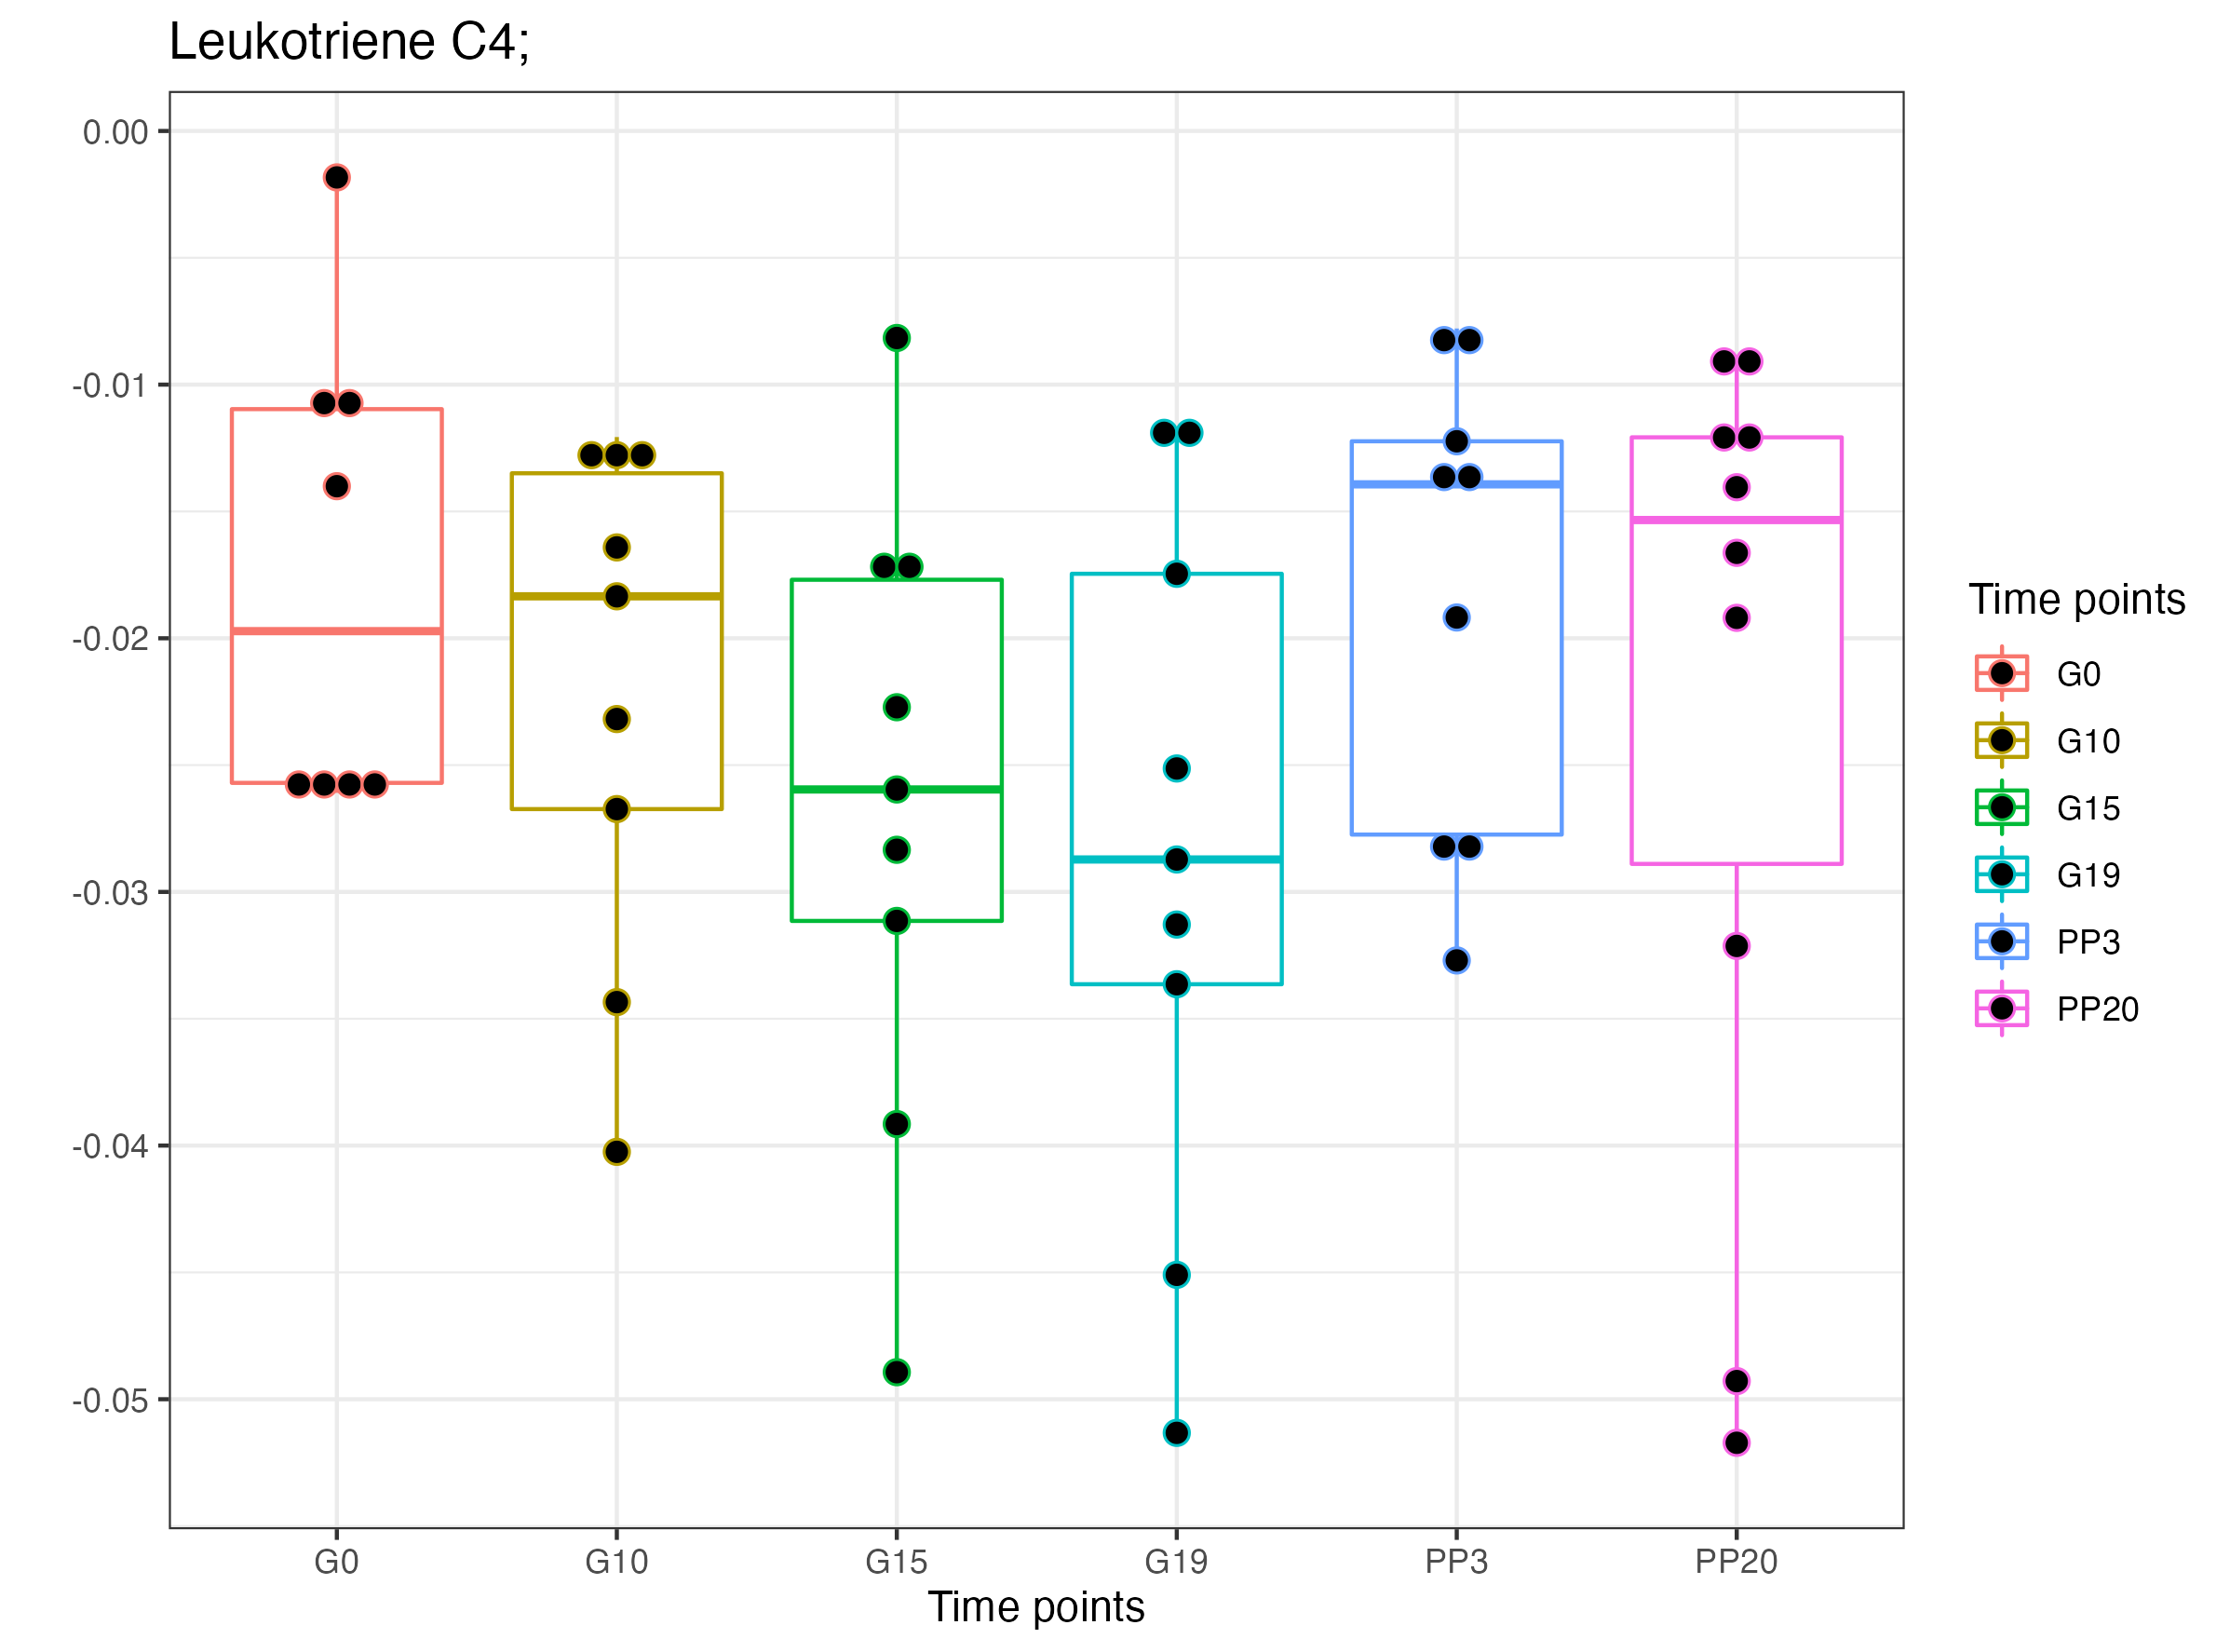 Leukotriene C4;
0.00
-0.01
-0.02
-0.03
-0.04
-0.05
G0 G10 G15 G19 PP3 PP20
Time points
Time points
G0
G10
G15
G19
PP3
PP20